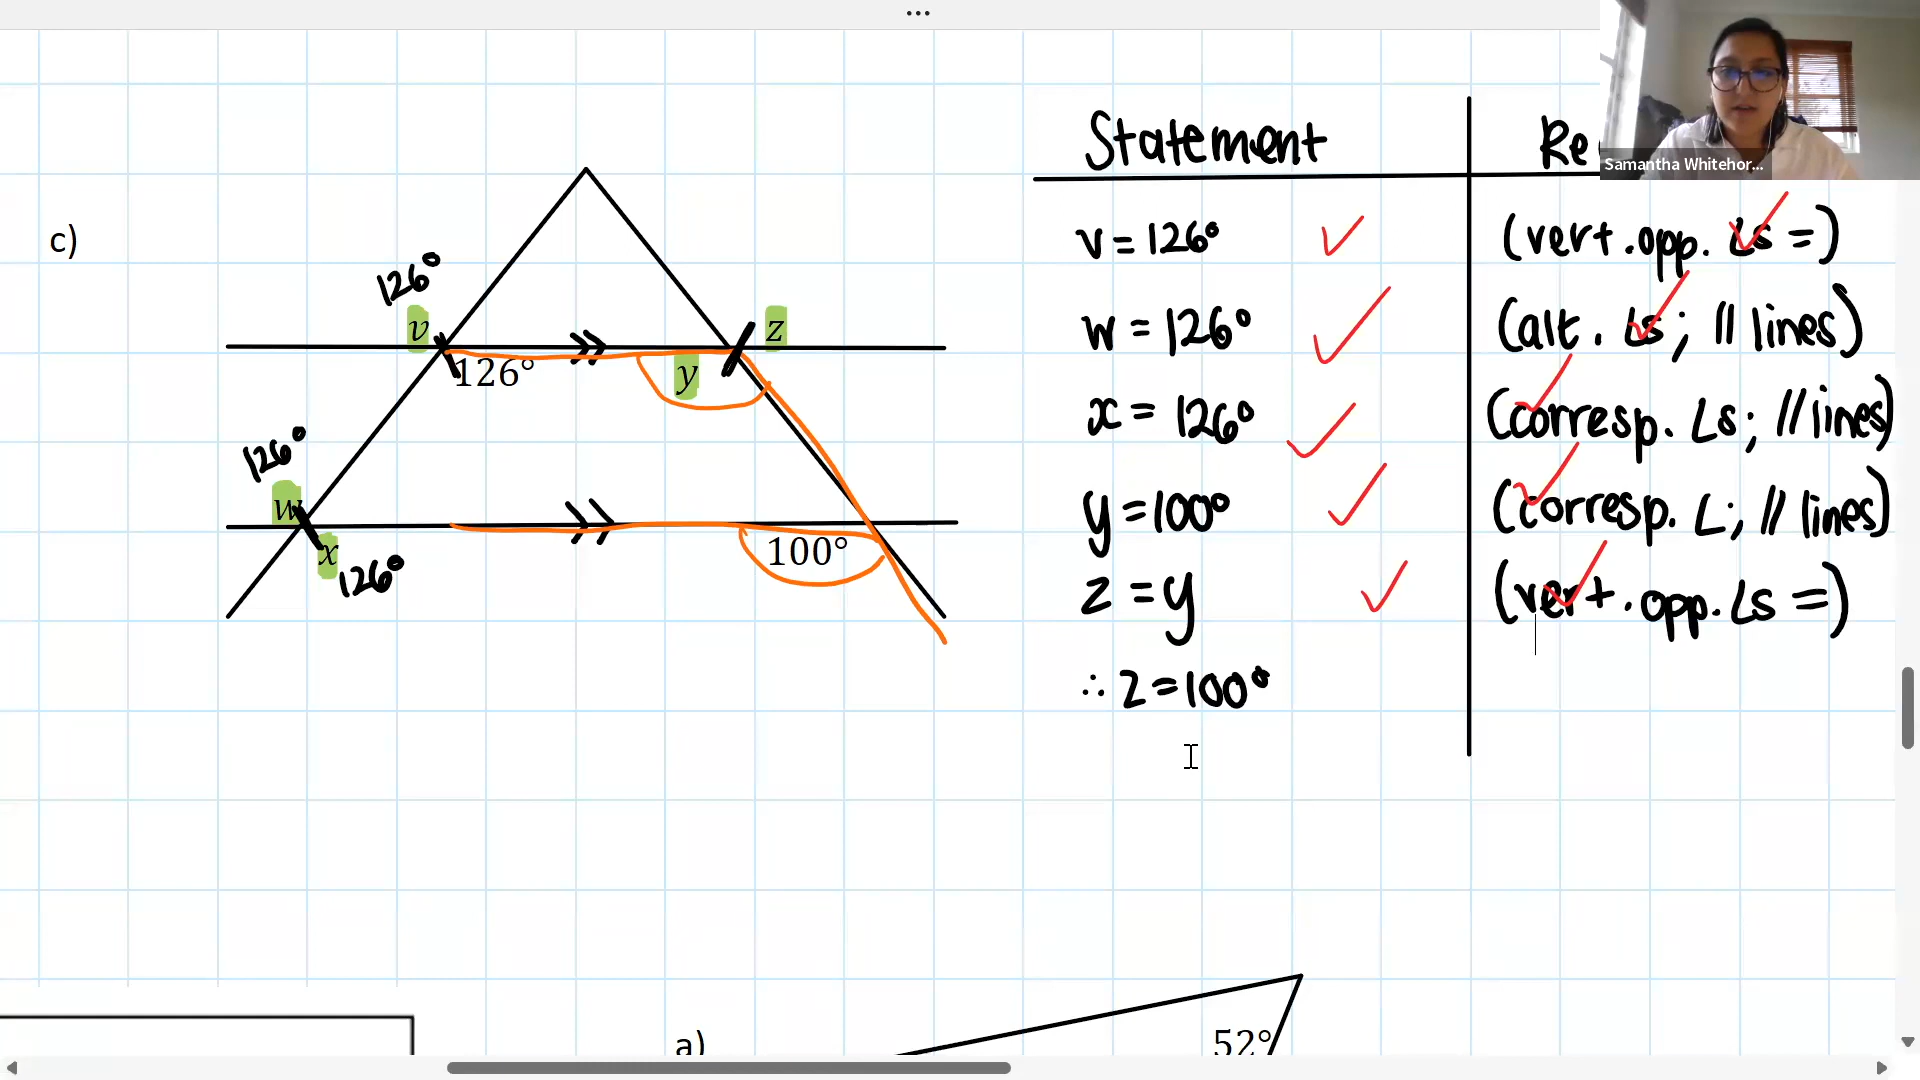 •••
Samantha Whitehor...
Statement
Re
c)
v = 126° ✓
(vert.opp. ∠s =) ✓
w = 126° ✓
(alt. ∠s; // lines) ✓
x = 126° ✓
(corresp. ∠s; // lines) ✓
y = 100° ✓
(corresp. ∠; // lines) ✓
z = y ✓
(vert.opp.∠s =) ✓
∴ z = 100°
126°
v
z
126°
y
126°
w
x
126°
100°
a)
52°